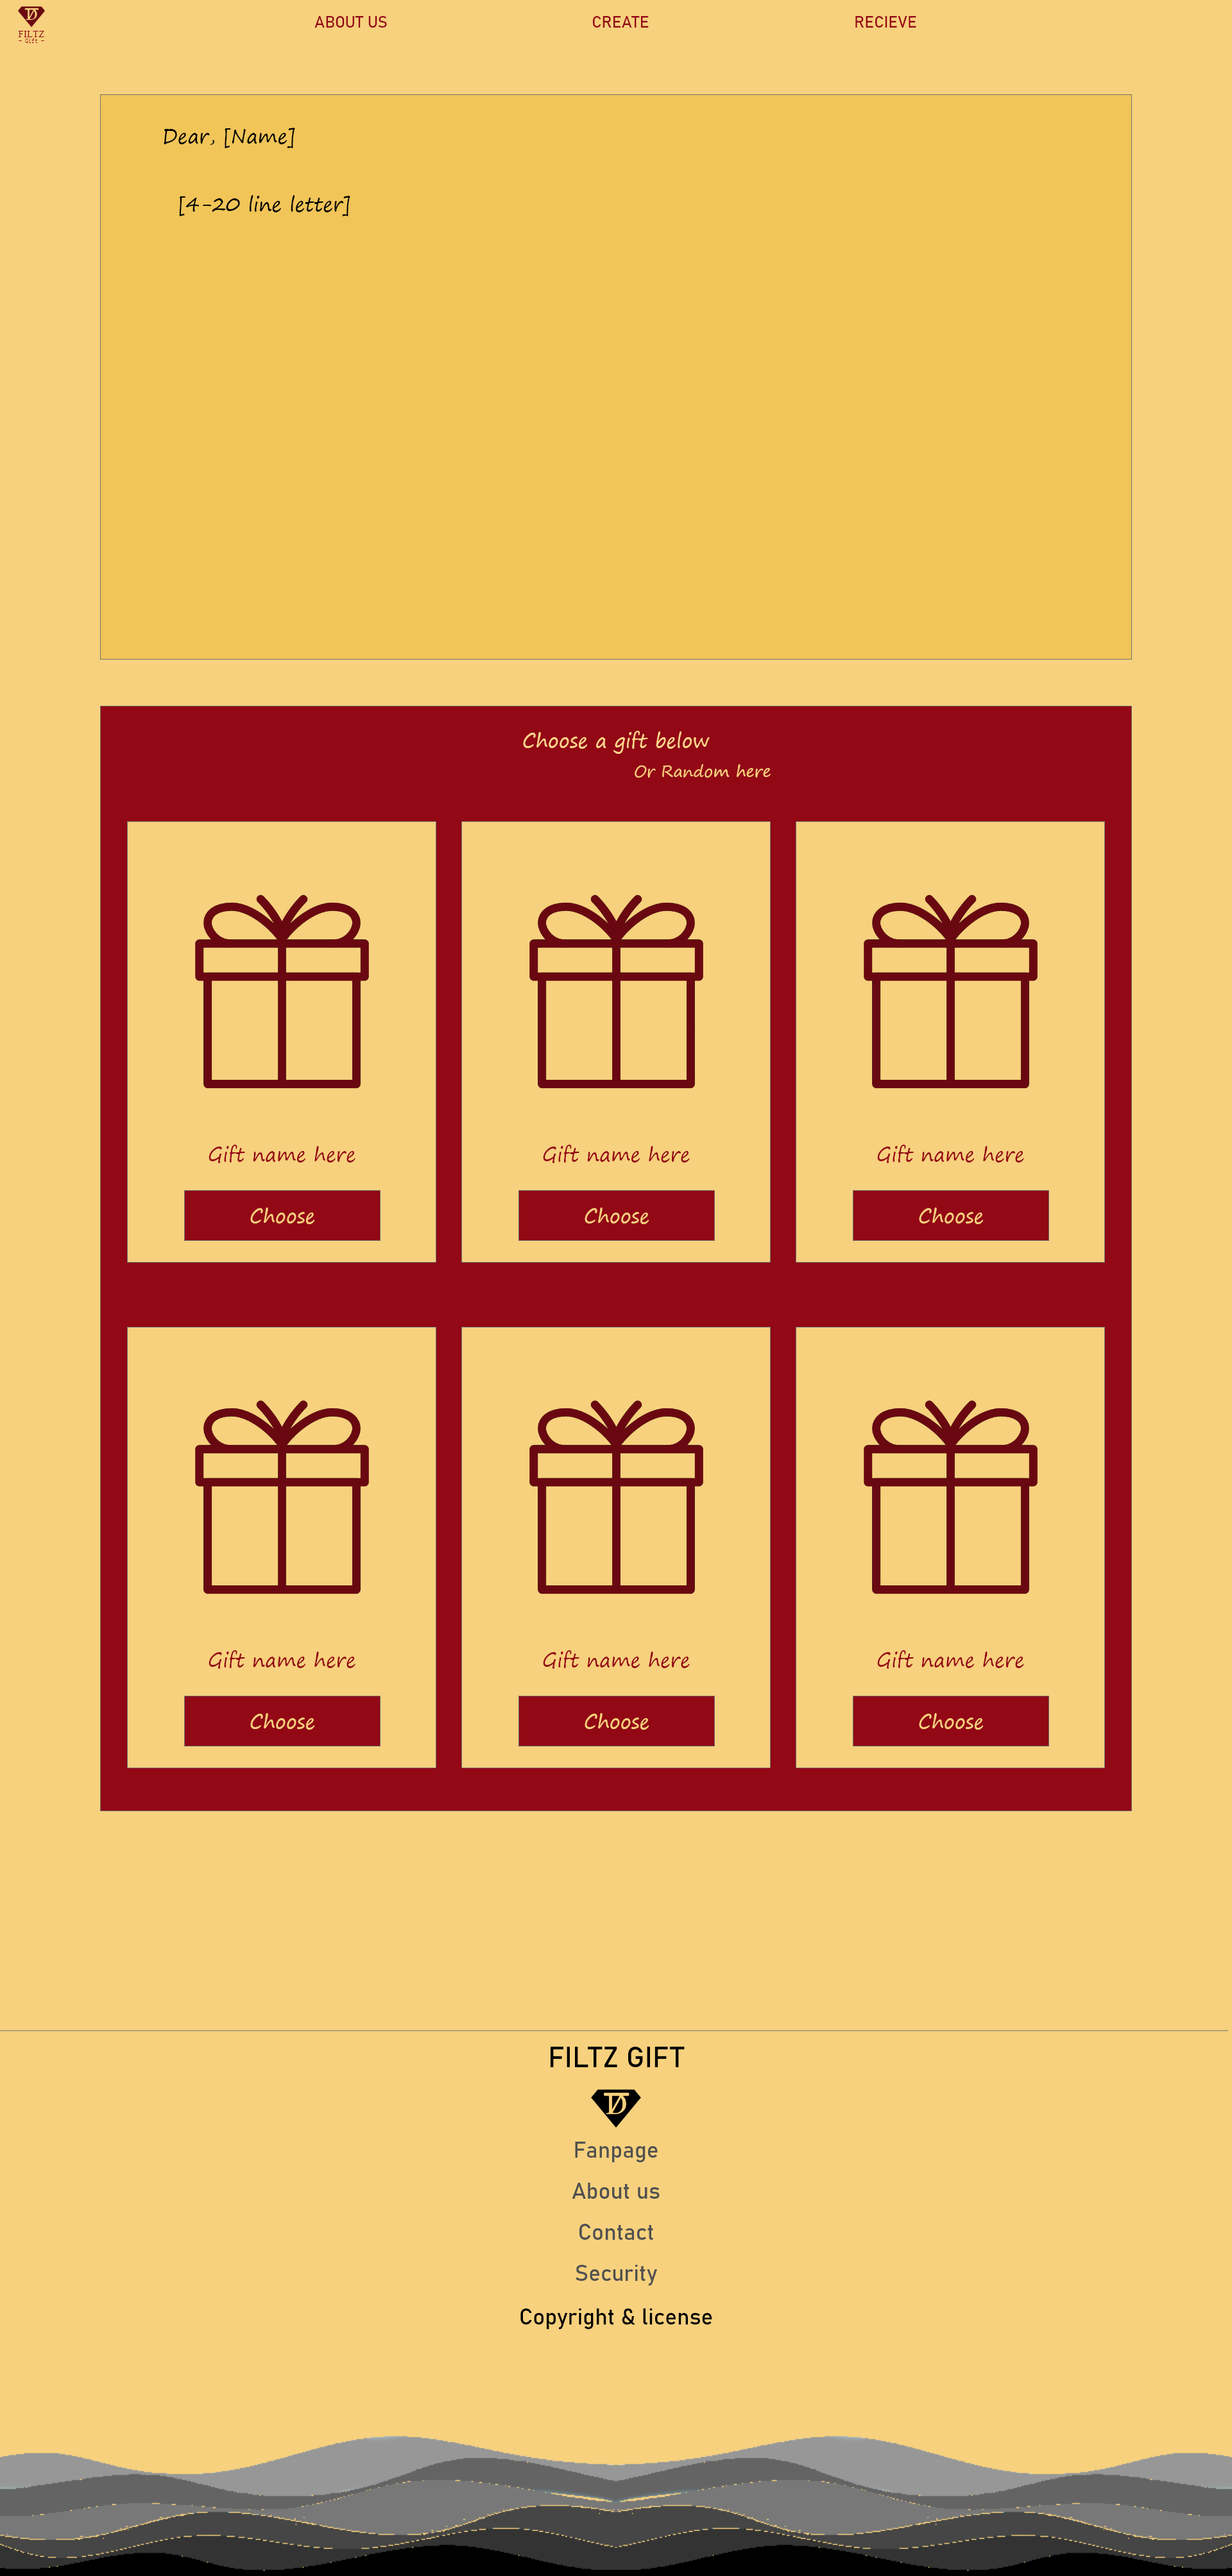 FILTZ
- Gift -
ABOUT US
CREATE
RECIEVE
Dear, [Name]
[4-20 line letter]
Choose a gift below
Or Random here
Gift name here
Gift name here
Gift name here
Choose
Choose
Choose
Gift name here
Gift name here
Gift name here
Choose
Choose
Choose
FILTZ GIFT
Fanpage
About us
Contact
Security
Copyright & license